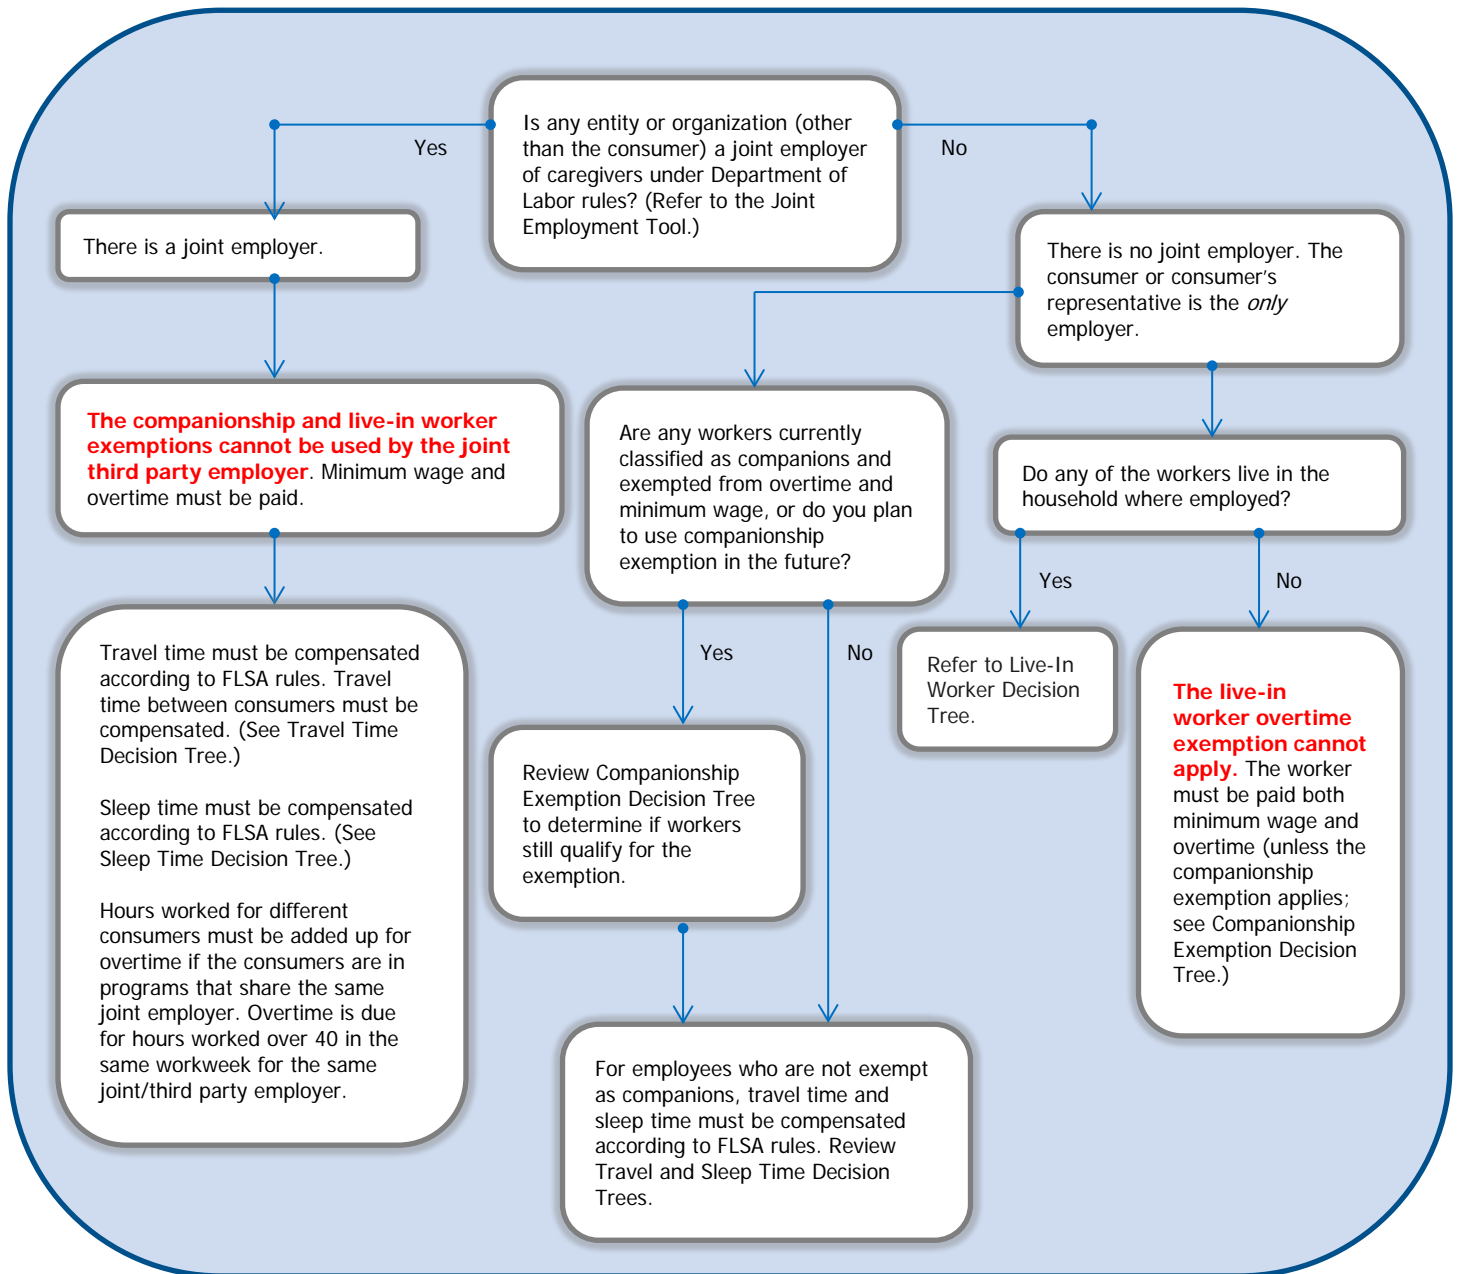 Is any entity or organization (other
than the consumer) a joint employer
of caregivers under Department of
Labor rules? (Refer to the Joint
Employment Tool.)
Yes
No
There is a joint employer.
There is no joint employer. The
consumer or consumer's
representative is the only
employer.
The companionship and live-in worker
exemptions cannot be used by the joint
third party employer. Minimum wage and
overtime must be paid.
Are any workers currently
classified as companions and
exempted from overtime and
minimum wage, or do you plan
to use companionship
exemption in the future?
Do any of the workers live in the
household where employed?
Yes
No
Yes
No
Travel time must be compensated
according to FLSA rules. Travel
time between consumers must be
compensated. (See Travel Time
Decision Tree.)
Sleep time must be compensated
according to FLSA rules. (See
Sleep Time Decision Tree.)
Hours worked for different
consumers must be added up for
overtime if the consumers are in
programs that share the same
joint employer. Overtime is due
for hours worked over 40 in the
same workweek for the same
joint/third party employer.
Review Companionship
Exemption Decision Tree
to determine if workers
still qualify for the
exemption.
Refer to Live-In
Worker Decision
Tree.
The live-in
worker overtime
exemption cannot
apply. The worker
must be paid both
minimum wage and
overtime (unless the
companionship
exemption applies;
see Companionship
Exemption Decision
Tree.)
For employees who are not exempt
as companions, travel time and
sleep time must be compensated
according to FLSA rules. Review
Travel and Sleep Time Decision
Trees.